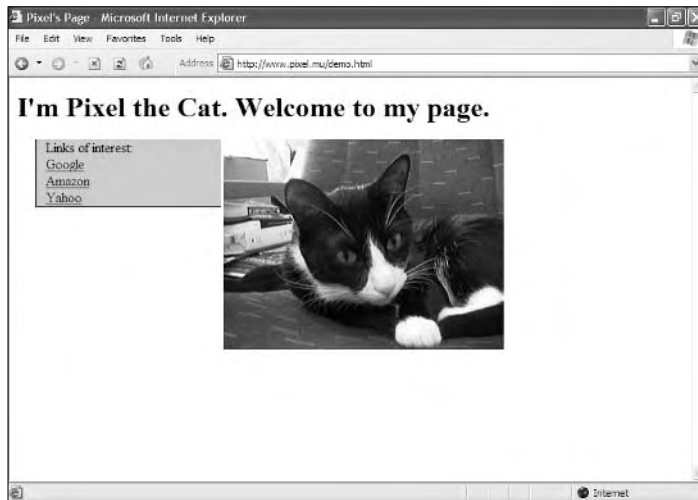 Pixel's Page - Microsoft Internet Explorer
File Edit View Favorites Tools Help
Address http://www.pixel.mu/demo.html
I'm Pixel the Cat. Welcome to my page.
Links of interest:
Google
Amazon
Yahoo
Internet